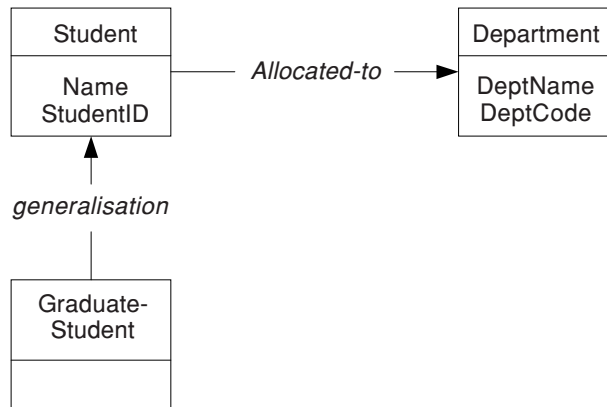 Student
Name
StudentID
Allocated-to
Department
DeptName
DeptCode
generalisation
Graduate-
Student